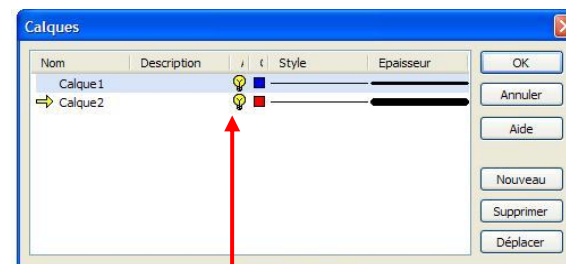 Calques
Nom Description Style Epaisseur
Calque1
Calque2
OK
Annuler
Aide
Nouveau
Supprimer
Déplacer